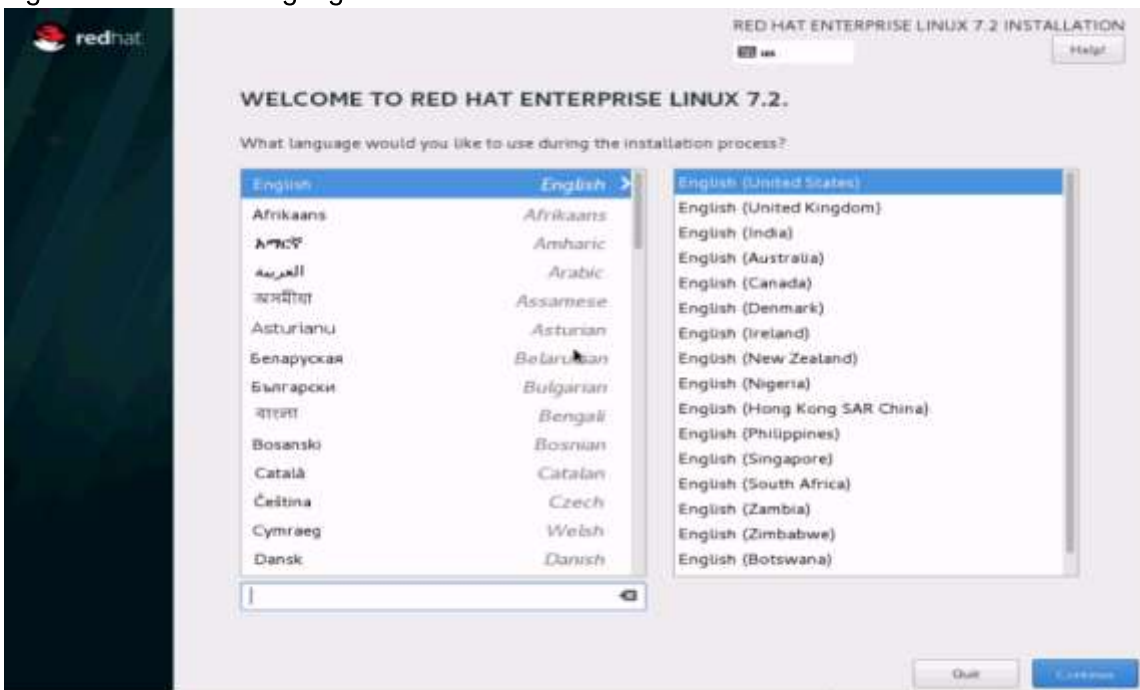 redhat
RED HAT ENTERPRISE LINUX 7.2 INSTALLATION
us
Help!
WELCOME TO RED HAT ENTERPRISE LINUX 7.2.
What language would you like to use during the installation process?
English English
Afrikaans Afrikaans
አማርኛ Amharic
العربية Arabic
অসমীয়া Assamese
Asturianu Asturian
Беларуская Belarusian
Български Bulgarian
বাংলা Bengali
Bosanski Bosnian
Català Catalan
Čeština Czech
Cymraeg Welsh
Dansk Danish
English (United States)
English (United Kingdom)
English (India)
English (Australia)
English (Canada)
English (Denmark)
English (Ireland)
English (New Zealand)
English (Nigeria)
English (Hong Kong SAR China)
English (Philippines)
English (Singapore)
English (South Africa)
English (Zambia)
English (Zimbabwe)
English (Botswana)
Quit
Continue